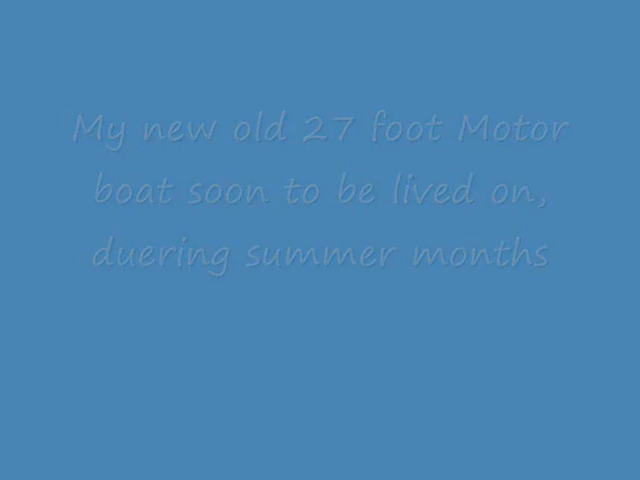 My new old 27 foot Motor
boat soon to be lived on,
duering summer months